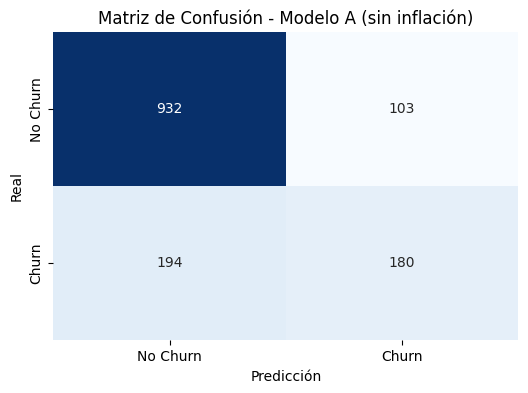 Matriz de Confusión - Modelo A (sin inflación)
No Churn
932
103
Real
Churn
194
180
No Churn
Churn
Predicción